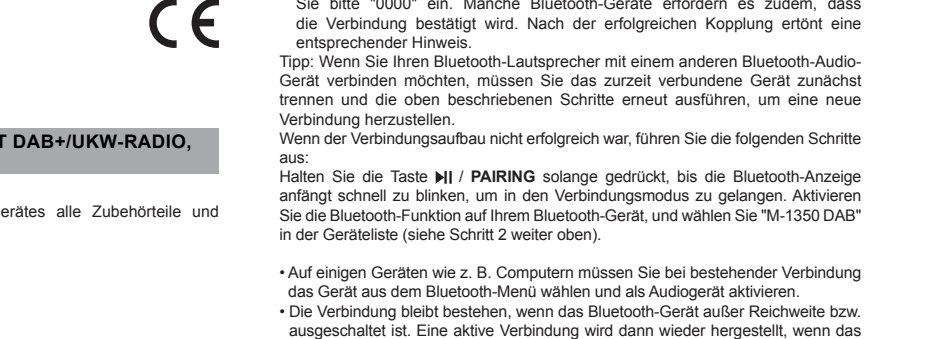 CE
T DAB+/UKW-RADIO,
erätes alle Zubehörteile und
Sie bitte "0000" ein. Manche Bluetooth-Geräte erfordern es zudem, dass
die Verbindung bestätigt wird. Nach der erfolgreichen Kopplung ertönt eine
entsprechender Hinweis.
Tipp: Wenn Sie Ihren Bluetooth-Lautsprecher mit einem anderen Bluetooth-Audio-
Gerät verbinden möchten, müssen Sie das zurzeit verbundene Gerät zunächst
trennen und die oben beschriebenen Schritte erneut ausführen, um eine neue
Verbindung herzustellen.
Wenn der Verbindungsaufbau nicht erfolgreich war, führen Sie die folgenden Schritte
aus:
Halten Sie die Taste ⏯ / PAIRING solange gedrückt, bis die Bluetooth-Anzeige
anfängt schnell zu blinken, um in den Verbindungsmodus zu gelangen. Aktivieren
Sie die Bluetooth-Funktion auf Ihrem Bluetooth-Gerät, und wählen Sie "M-1350 DAB"
in der Geräteliste (siehe Schritt 2 weiter oben).
• Auf einigen Geräten wie z. B. Computern müssen Sie bei bestehender Verbindung
das Gerät aus dem Bluetooth-Menü wählen und als Audiogerät aktivieren.
• Die Verbindung bleibt bestehen, wenn das Bluetooth-Gerät außer Reichweite bzw.
ausgeschaltet ist. Eine aktive Verbindung wird dann wieder hergestellt, wenn das